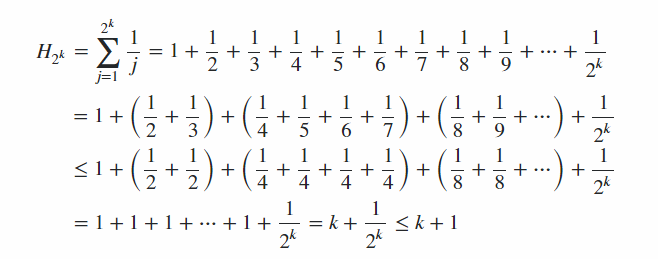 H_{2^k} = \sum_{j=1}^{2^k} \frac{1}{j} = 1 + \frac{1}{2} + \frac{1}{3} + \frac{1}{4} + \frac{1}{5} + \frac{1}{6} + \frac{1}{7} + \frac{1}{8} + \frac{1}{9} + \cdots + \frac{1}{2^k}
= 1 + \left( \frac{1}{2} + \frac{1}{3} \right) + \left( \frac{1}{4} + \frac{1}{5} + \frac{1}{6} + \frac{1}{7} \right) + \left( \frac{1}{8} + \frac{1}{9} + \cdots \right) + \frac{1}{2^k}
\leq 1 + \left( \frac{1}{2} + \frac{1}{2} \right) + \left( \frac{1}{4} + \frac{1}{4} + \frac{1}{4} + \frac{1}{4} \right) + \left( \frac{1}{8} + \frac{1}{8} + \cdots \right) + \frac{1}{2^k}
= 1 + 1 + 1 + \cdots + 1 + \frac{1}{2^k} = k + \frac{1}{2^k} \leq k + 1